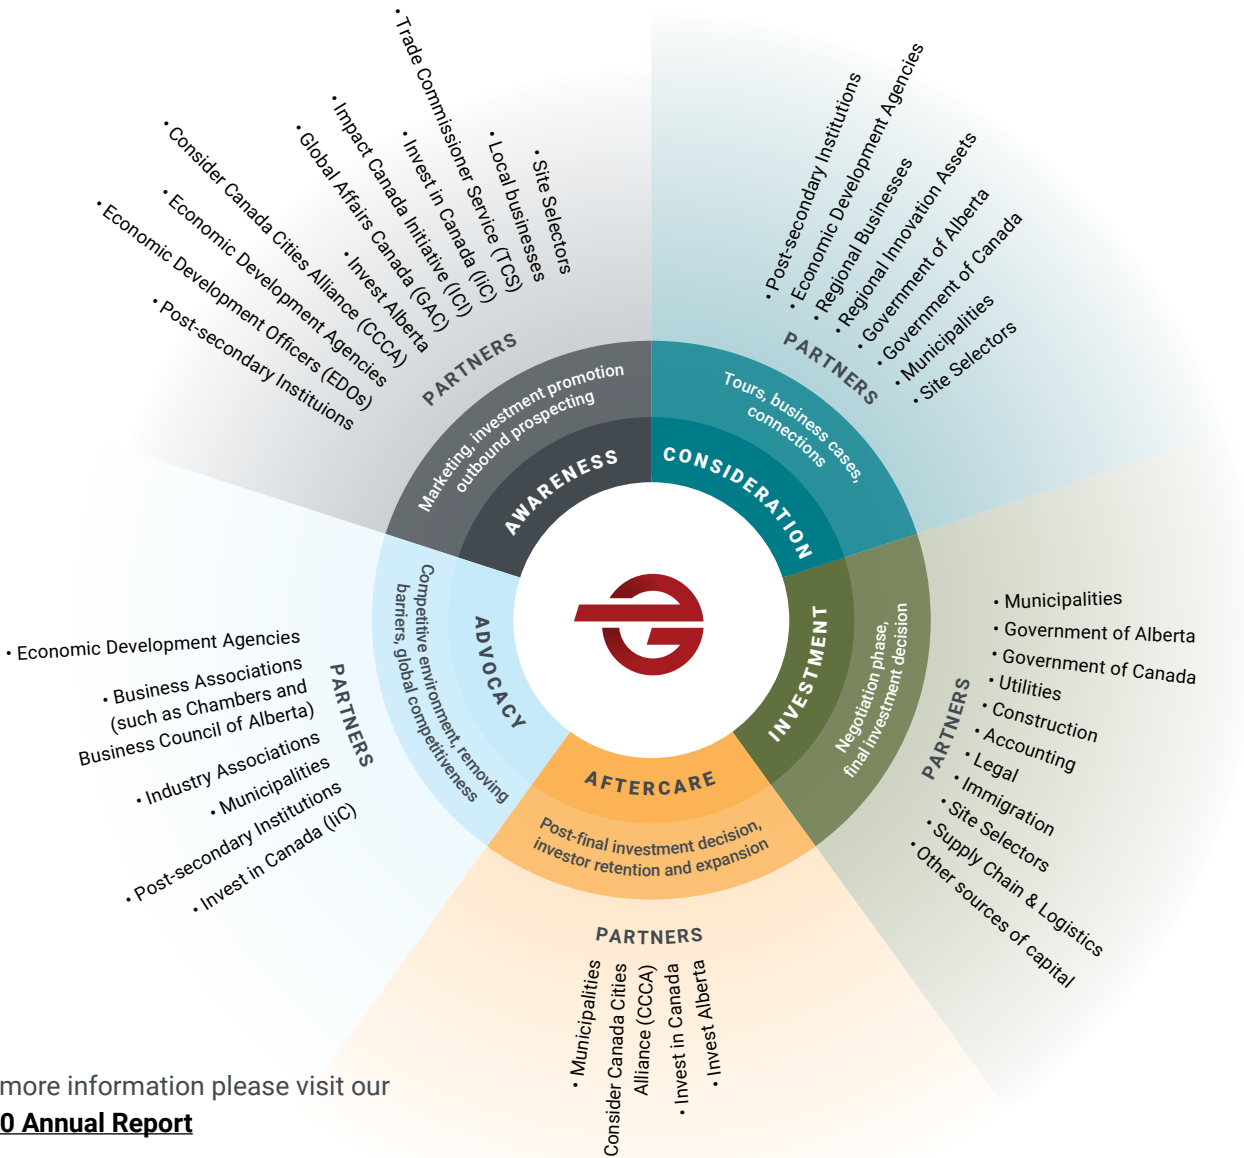 AWARENESS
Marketing, investment promotion
outbound prospecting
PARTNERS
• Post-secondary Instituions
• Economic Development Officers (EDOs)
• Economic Development Agencies
• Consider Canada Cities Alliance (CCCA)
• Invest Alberta
• Global Affairs Canada (GAC)
• Impact Canada Initiative (ICI)
• Invest in Canada (IiC)
• Trade Commissioner Service (TCS)
• Local businesses
• Site Selectors
CONSIDERATION
Tours, business cases,
connections
PARTNERS
• Post-secondary Institutions
• Economic Development Agencies
• Regional Businesses
• Regional Innovation Assets
• Government of Alberta
• Government of Canada
• Municipalities
• Site Selectors
INVESTMENT
Negotiation phase,
final investment decision
PARTNERS
• Municipalities
• Government of Alberta
• Government of Canada
• Utilities
• Construction
• Accounting
• Legal
• Immigration
• Site Selectors
• Supply Chain & Logistics
• Other sources of capital
AFTERCARE
Post-final investment decision,
investor retention and expansion
PARTNERS
• Municipalities
Consider Canada Cities
Alliance (CCCA)
• Invest in Canada
• Invest Alberta
ADVOCACY
Competitive environment, removing
barriers, global competitiveness
PARTNERS
• Economic Development Agencies
• Business Associations
(such as Chambers and
Business Council of Alberta)
• Industry Associations
• Municipalities
• Post-secondary Institutions
• Invest in Canada (IiC)
more information please visit our
0 Annual Report